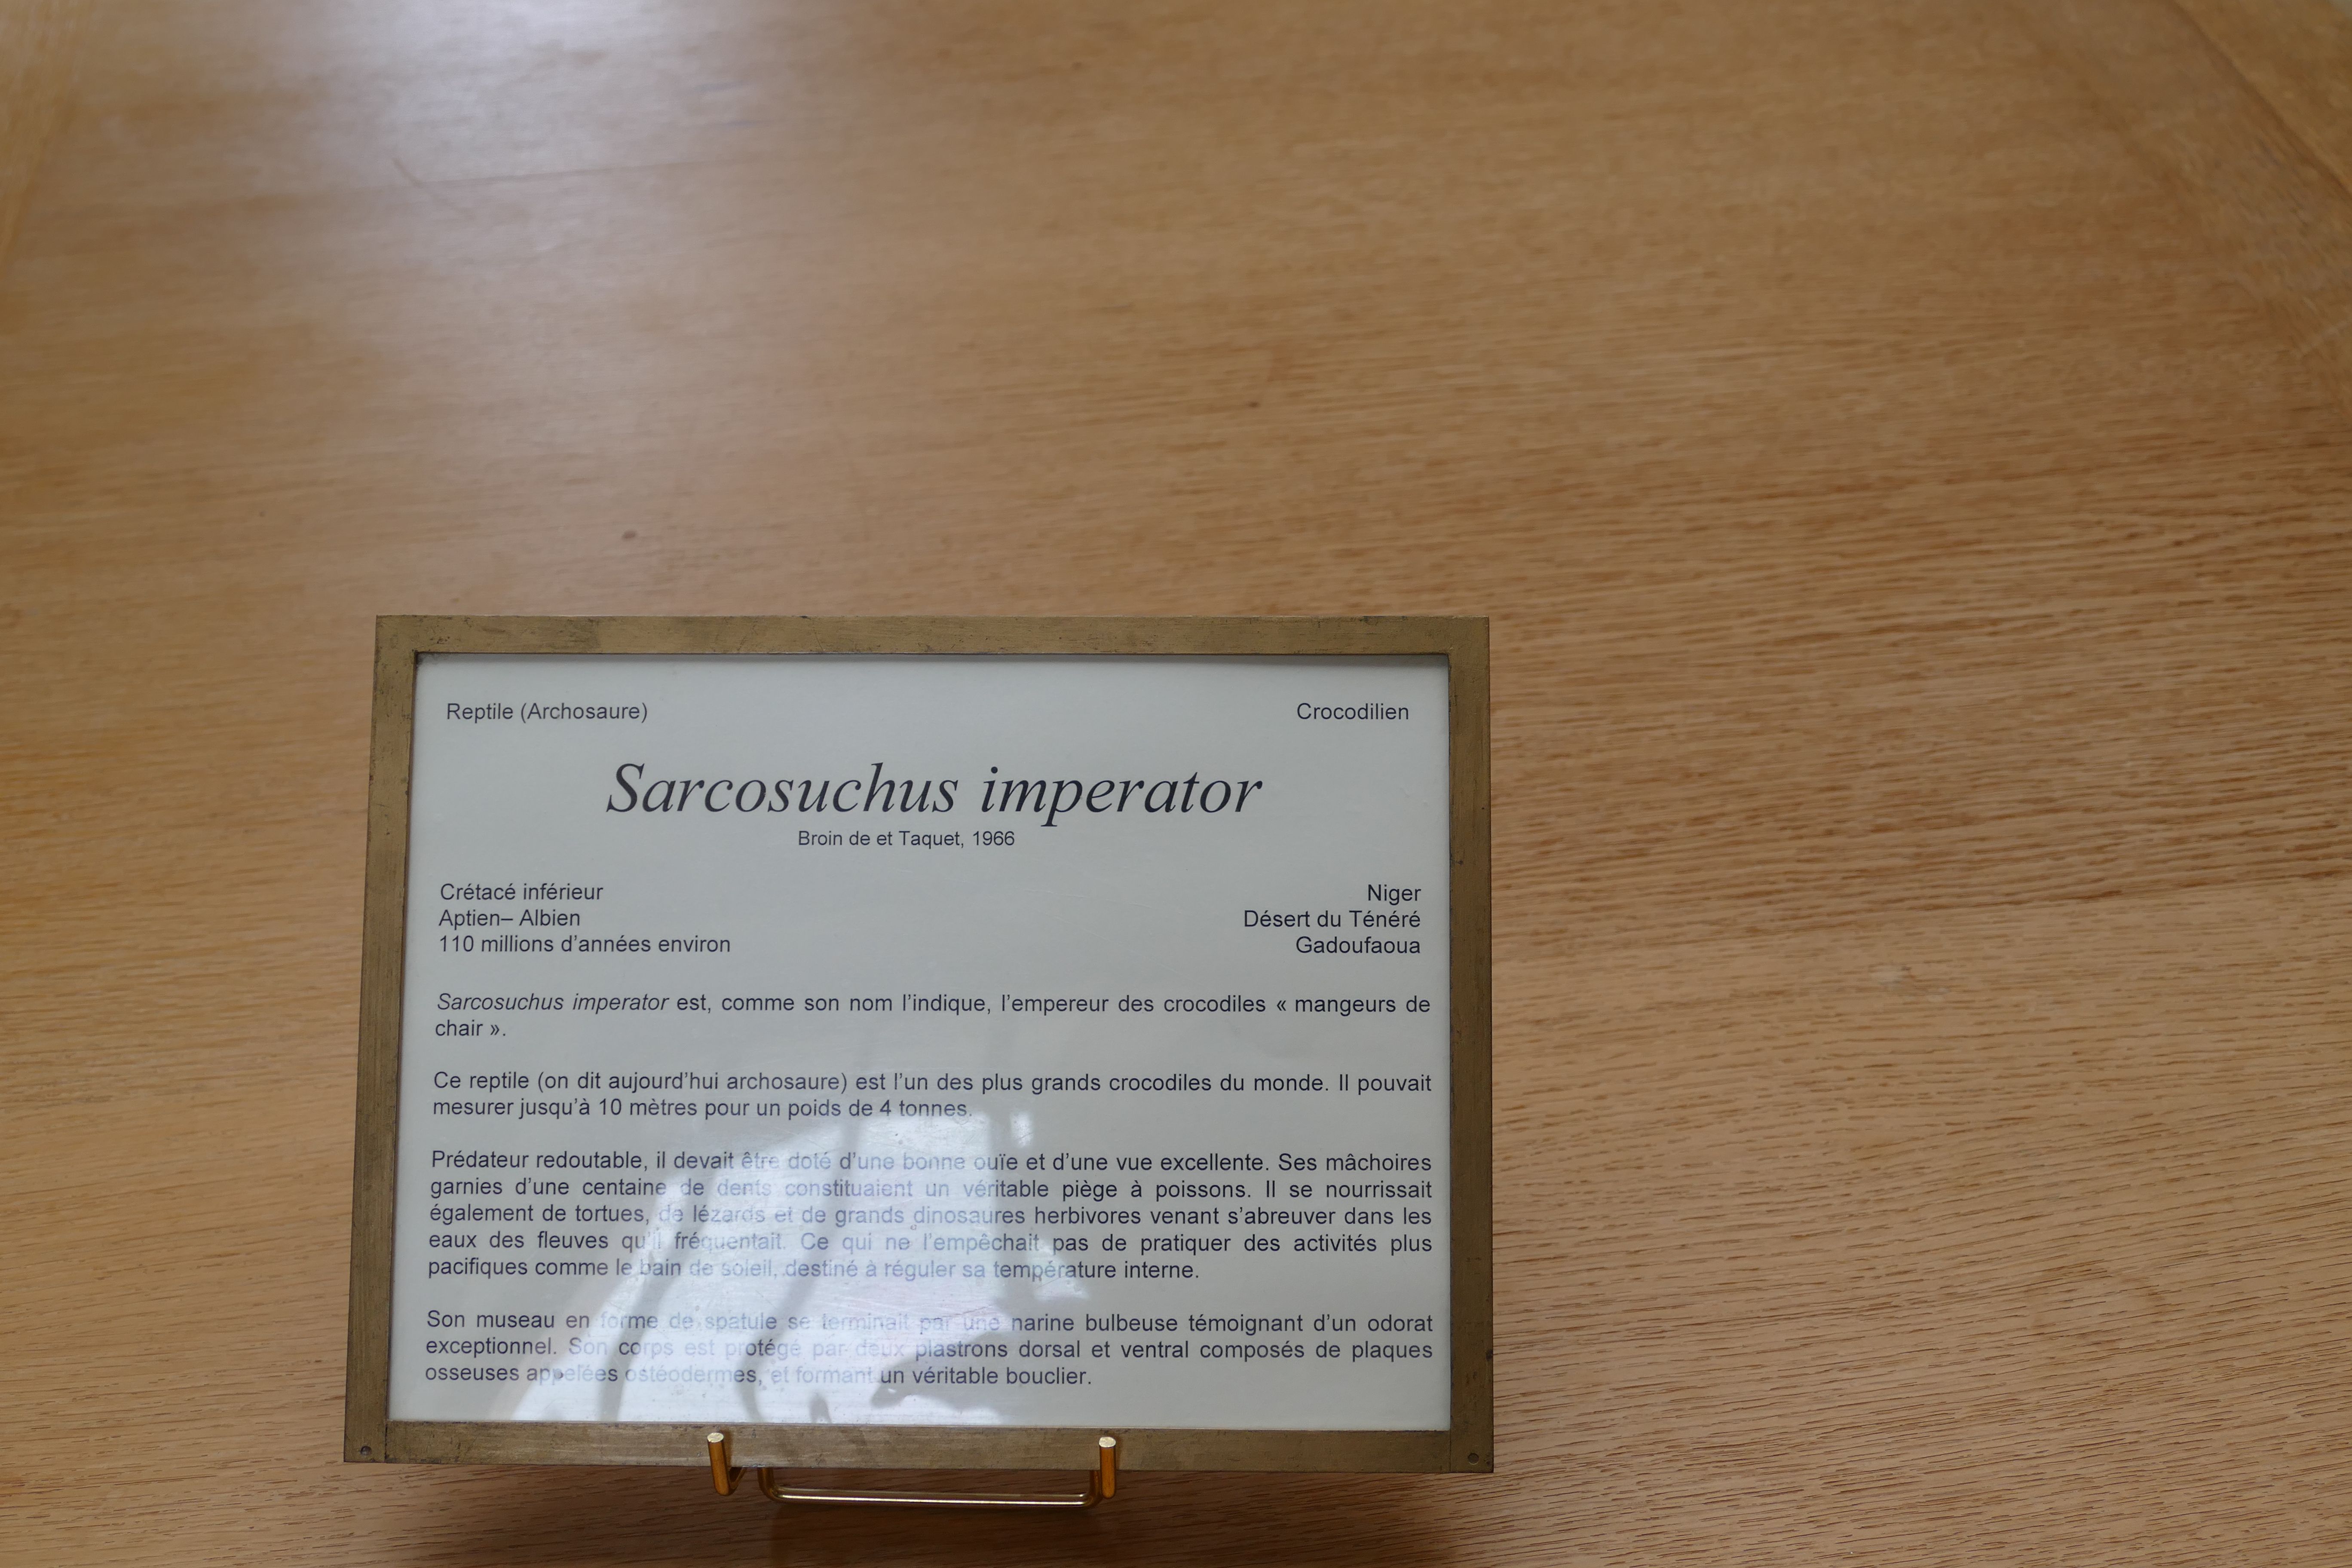 Reptile (Archosaure) Crocodilien
Sarcosuchus imperator
Broin de et Taquet, 1966
Crétacé inférieur Niger
Aptien– Albien Désert du Ténéré
110 millions d’années environ Gadoufaoua
Sarcosuchus imperator est, comme son nom l’indique, l’empereur des crocodiles « mangeurs de
chair ».
Ce reptile (on dit aujourd’hui archosaure) est l’un des plus grands crocodiles du monde. Il pouvait
mesurer jusqu’à 10 mètres pour un poids de 4 tonnes.
Prédateur redoutable, il devait être doté d’une bonne ouïe et d’une vue excellente. Ses mâchoires
garnies d’une centaine de dents constituaient un véritable piège à poissons. Il se nourrissait
également de tortues, de lézards et de grands dinosaures herbivores venant s’abreuver dans les
eaux des fleuves qu’il fréquentait. Ce qui ne l’empêchait pas de pratiquer des activités plus
pacifiques comme le bain de soleil, destiné à réguler sa température interne.
Son museau en forme de spatule se terminait par une narine bulbeuse témoignant d’un odorat
exceptionnel. Son corps est protégé par deux plastrons dorsal et ventral composés de plaques
osseuses appelées ostéodermes, et formant un véritable bouclier.